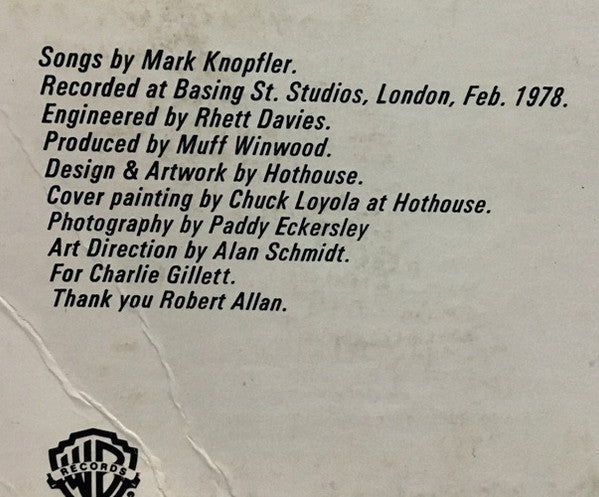 Songs by Mark Knopfler.
Recorded at Basing St. Studios, London, Feb. 1978.
Engineered by Rhett Davies.
Produced by Muff Winwood.
Design & Artwork by Hothouse.
Cover painting by Chuck Loyola at Hothouse.
Photography by Paddy Eckersley
Art Direction by Alan Schmidt.
For Charlie Gillett.
Thank you Robert Allan.
RECORDS
WB
®